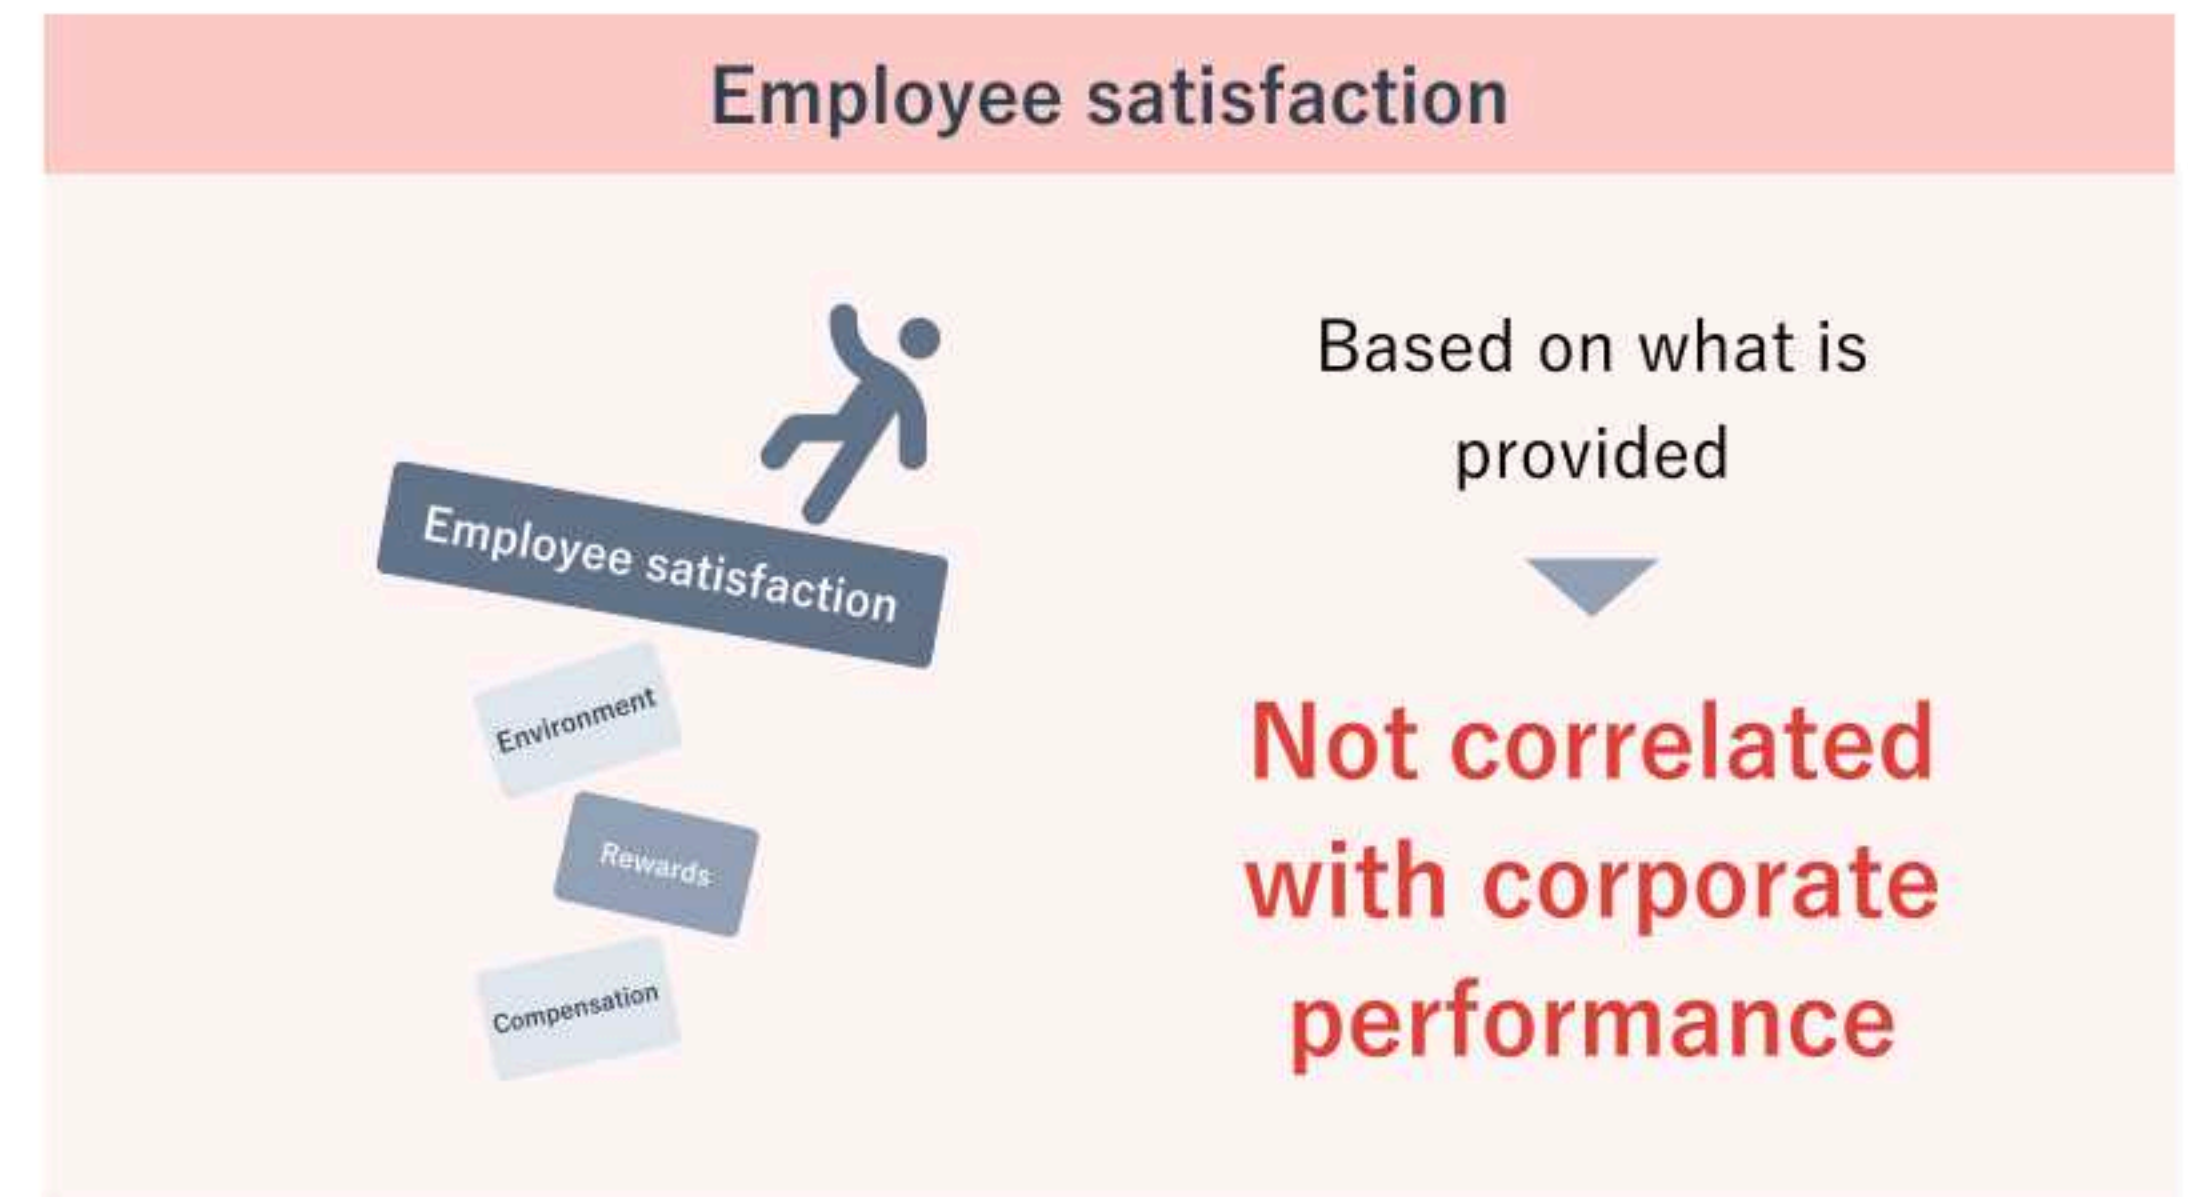 Employee satisfaction
Employee satisfaction
Environment
Rewards
Compensation
Based on what is
provided
Not correlated
with corporate
performance